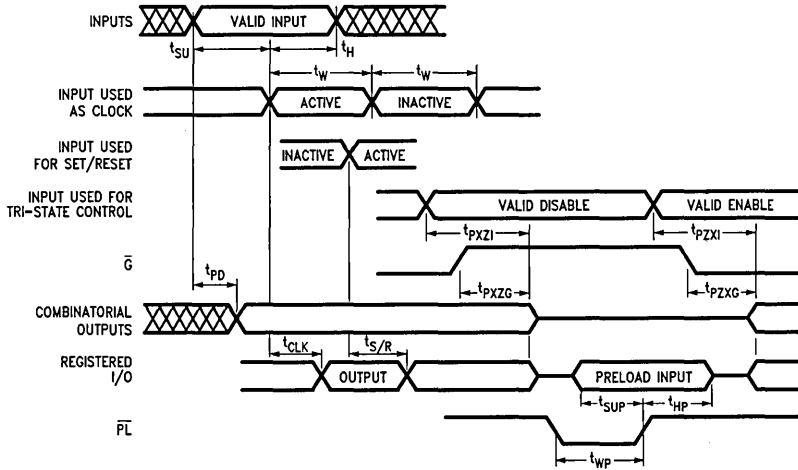 INPUTS
VALID INPUT
tSU
tH
tW
tW
INPUT USED
AS CLOCK
ACTIVE
INACTIVE
INPUT USED
FOR SET/RESET
INACTIVE
ACTIVE
INPUT USED FOR
TRI-STATE CONTROL
VALID DISABLE
VALID ENABLE
tPXZI
tPZXI
G̅
tPD
tPXZG
tPZXG
COMBINATORIAL
OUTPUTS
tCLK
tS/R
REGISTERED
I/O
OUTPUT
PRELOAD INPUT
tSUP
tHP
P̅L̅
tWP